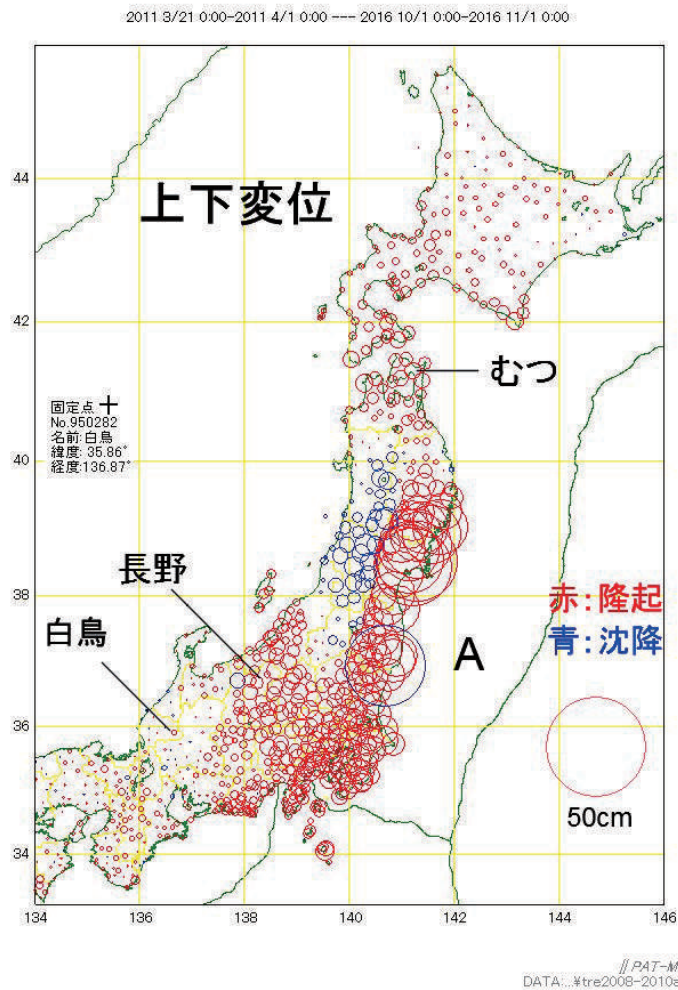 2011 3/21 0:00-2011 4/1 0:00 --- 2016 10/1 0:00-2016 11/1 0:00
44
上下変位
42
むつ
固定点
No.950282
名前:白鳥
緯度: 35.86°
経度:136.87°
40
長野
38
赤:隆起
白鳥
A
青:沈降
36
50cm
34
134
136
138
140
142
144
146
// PAT-M
DATA:...¥tre2008-2010a